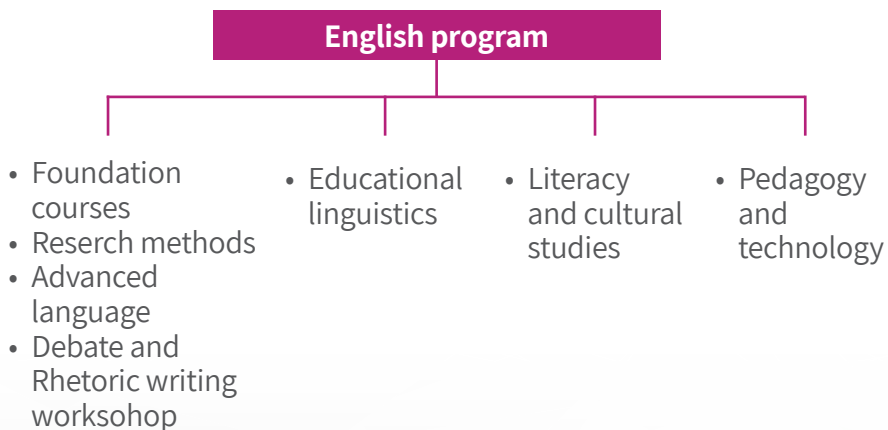 English program
• Foundation
courses
• Reserch methods
• Advanced
language
• Debate and
Rhetoric writing
worksohop
• Educational
linguistics
• Literacy
and cultural
studies
• Pedagogy
and
technology